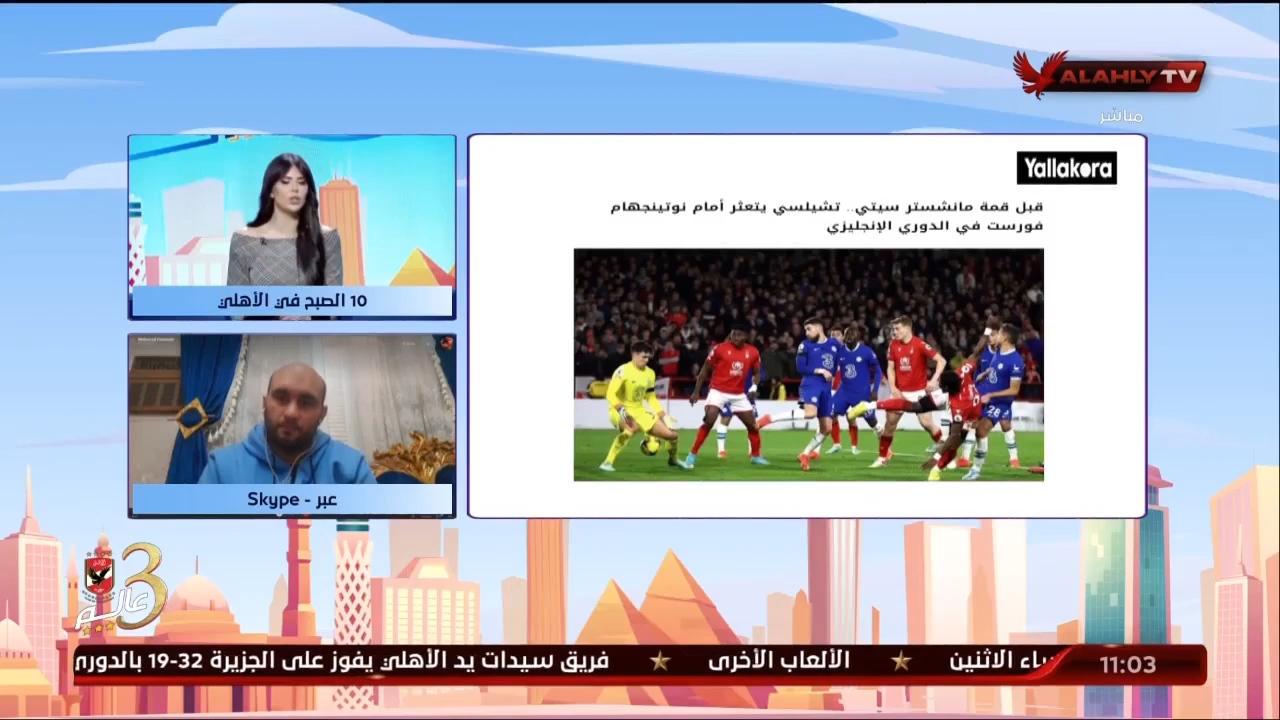 ALAHLY TV
مباشر
Yallakora
قبل قمة مانشستر سيتي.. تشيلسي يتعثر أمام نوتينجهام
فورست في الدوري الإنجليزي
10 الصبح في الأهلي
عبر - Skype
3
عالم
الاثنين ★ الألعاب الأخرى ★ فريق سيدات يد الأهلي يفوز على الجزيرة 32-19 بالدوري
11:03